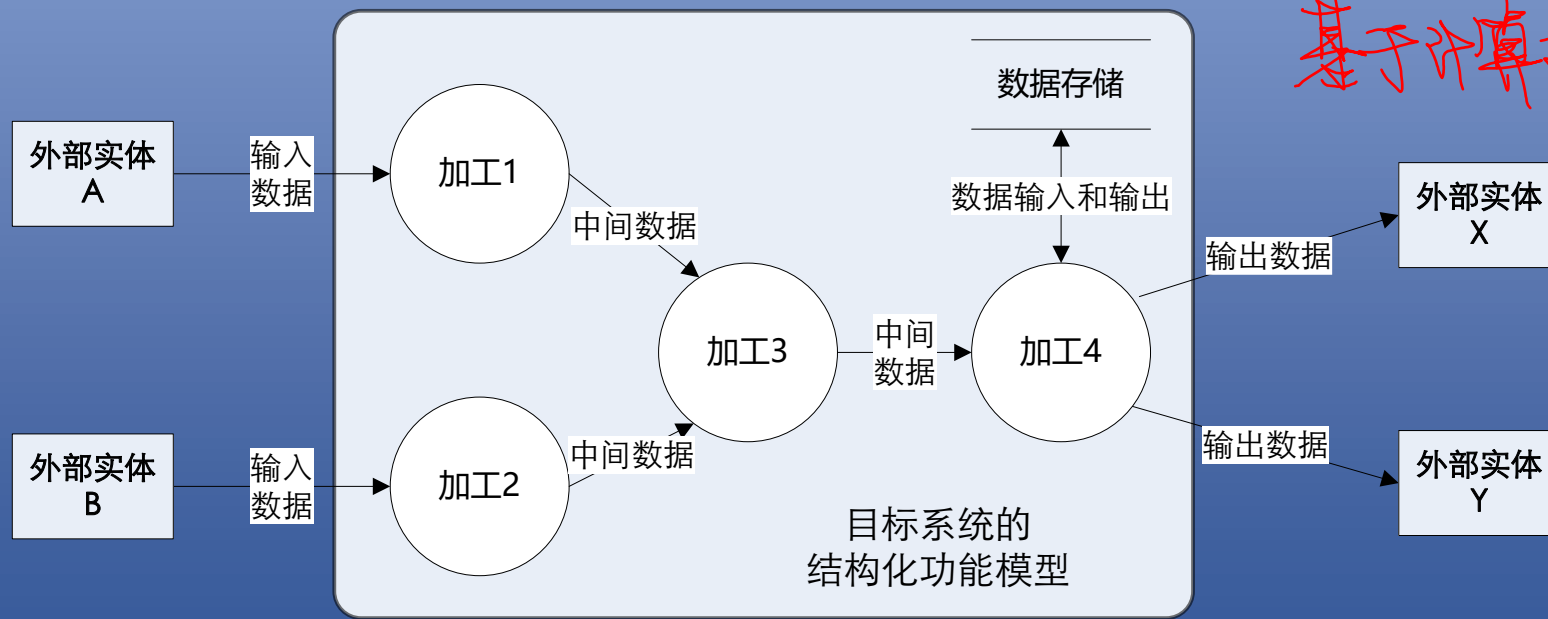 基于计算
数据存储
外部实体
A
输入
数据
加工1
中间数据
数据输入和输出
外部实体
X
输出数据
加工3
中间
数据
加工4
外部实体
B
输入
数据
加工2
中间数据
输出数据
外部实体
Y
目标系统的
结构化功能模型